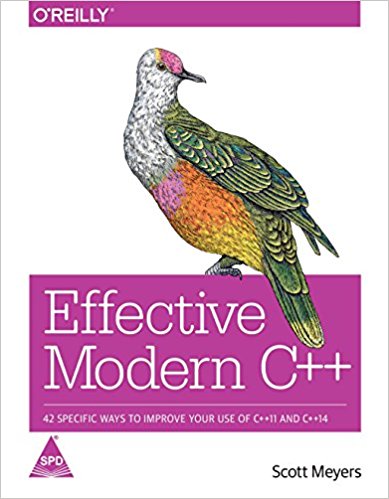 O'REILLY®
Effective
Modern C++
42 SPECIFIC WAYS TO IMPROVE YOUR USE OF C++11 AND C++14
SPD
Scott Meyers